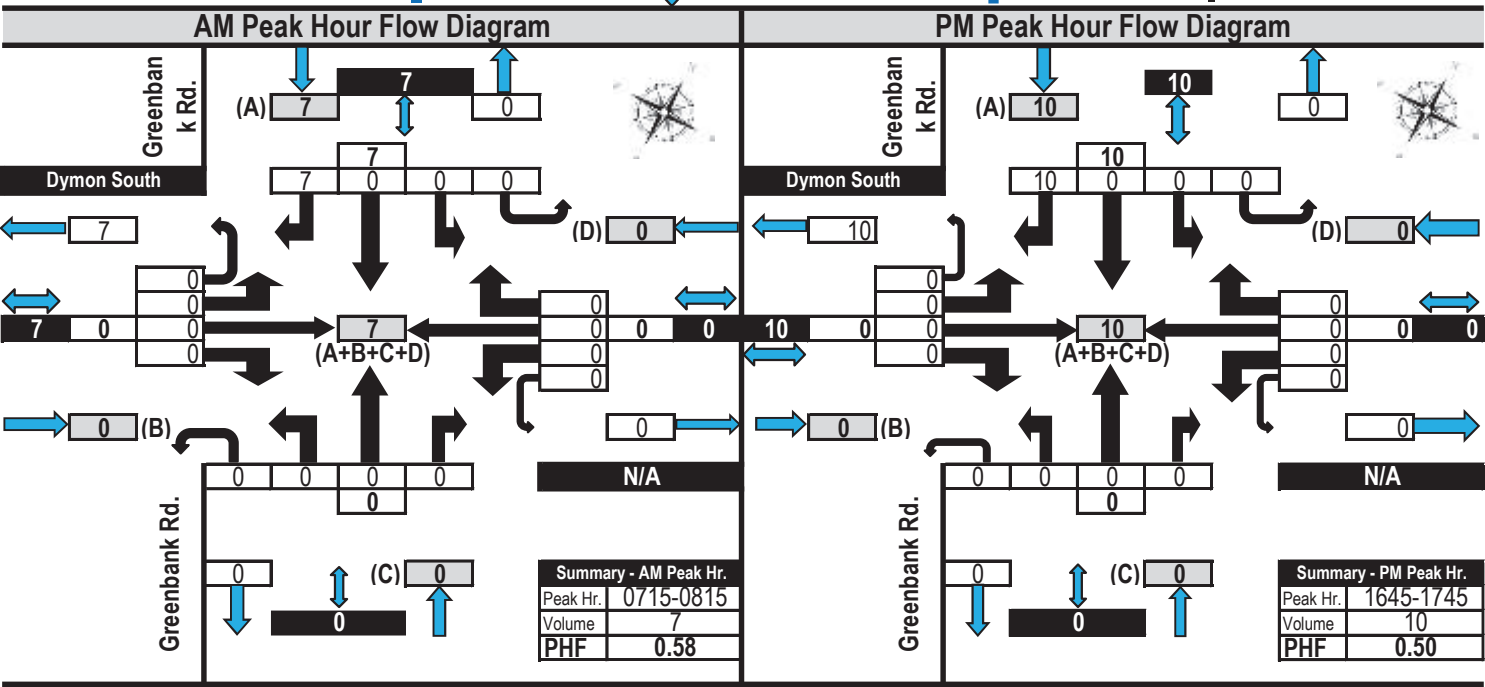 AM Peak Hour Flow Diagram
Greenban
k Rd.
7
(A) 7 0
7
Dymon South
7 0 0 0
7
(D) 0
0
0
0
0
0
0
0
0
0
7 0
7
0 0
(A+B+C+D)
0 (B)
0
0 0 0 0
0
N/A
Greenbank Rd.
0
(C) 0
0
Summary - AM Peak Hr.
Peak Hr. 0715-0815
Volume 7
PHF 0.58
PM Peak Hour Flow Diagram
Greenban
k Rd.
10
(A) 10 0
10
Dymon South
10 0 0 0
10
(D) 0
0
0
0
0
0
0
0
0
0
10 0
10
0 0
(A+B+C+D)
0 (B)
0
0 0 0 0
0
N/A
Greenbank Rd.
0
(C) 0
0
Summary - PM Peak Hr.
Peak Hr. 1645-1745
Volume 10
PHF 0.50